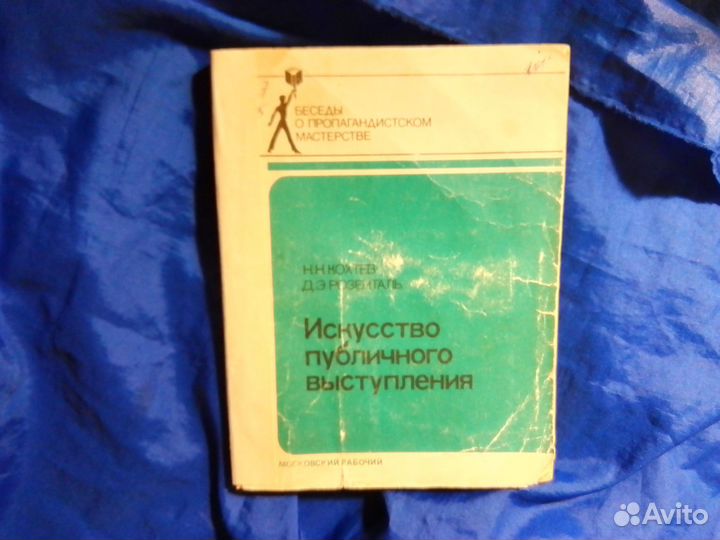 БЕСЕДЫ
О ПРОПАГАНДИСТСКОМ
МАСТЕРСТВЕ
Н.Н.КОХТЕВ
Д.Э.РОЗЕНТАЛЬ
Искусство
публичного
выступления
МОСКОВСКИЙ РАБОЧИЙ
Avito